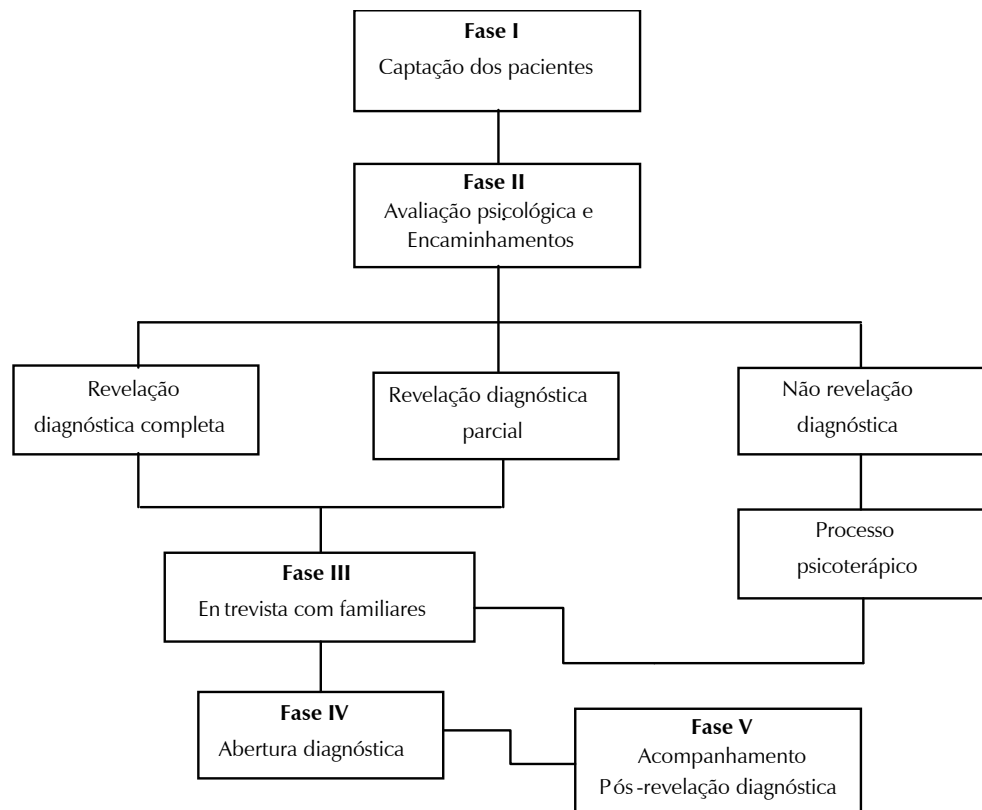 Fase I
Captação dos pacientes
Fase II
Avaliação psicológica e
Encaminhamentos
Revelação
diagnóstica completa
Revelação diagnóstica
parcial
Não revelação
diagnóstica
Processo
psicoterápico
Fase III
En trevista com familiares
Fase IV
Abertura diagnóstica
Fase V
Acompanhamento
Pós-revelação diagnóstica